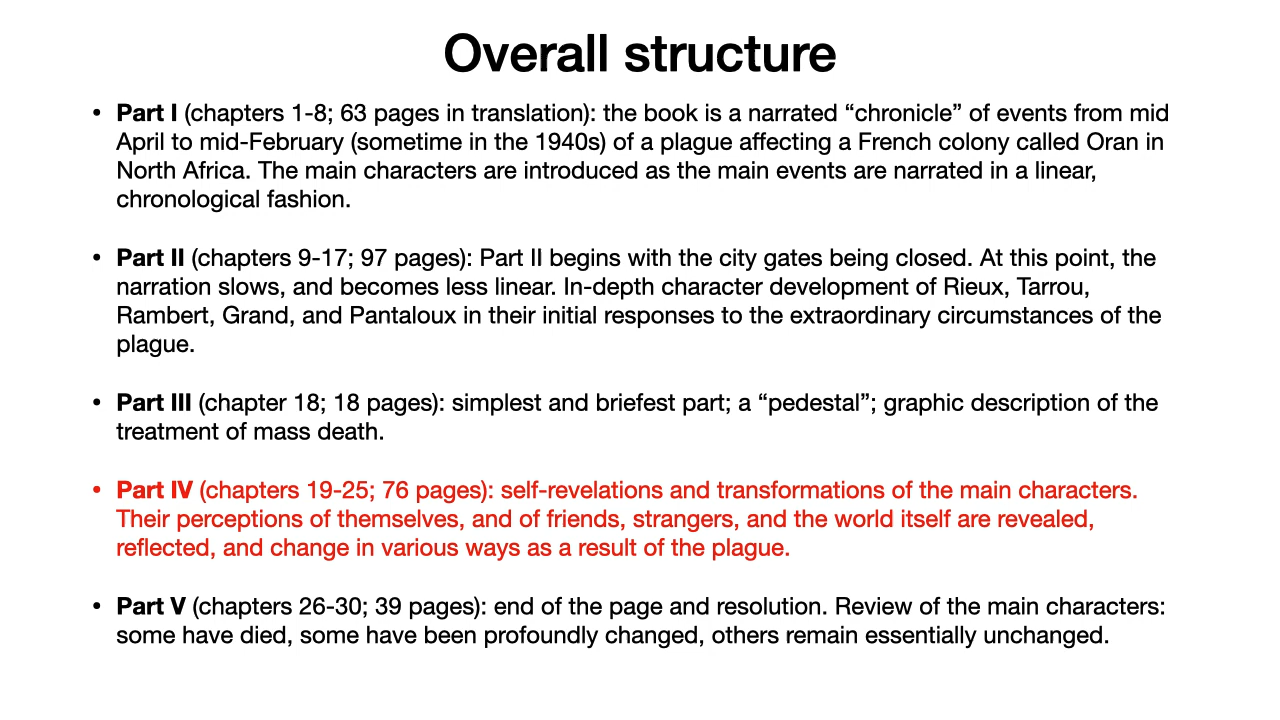 Overall structure
• Part I (chapters 1-8; 63 pages in translation): the book is a narrated “chronicle” of events from mid
April to mid-February (sometime in the 1940s) of a plague affecting a French colony called Oran in
North Africa. The main characters are introduced as the main events are narrated in a linear,
chronological fashion.
• Part II (chapters 9-17; 97 pages): Part II begins with the city gates being closed. At this point, the
narration slows, and becomes less linear. In-depth character development of Rieux, Tarrou,
Rambert, Grand, and Pantaloux in their initial responses to the extraordinary circumstances of the
plague.
• Part III (chapter 18; 18 pages): simplest and briefest part; a “pedestal”; graphic description of the
treatment of mass death.
• Part IV (chapters 19-25; 76 pages): self-revelations and transformations of the main characters.
Their perceptions of themselves, and of friends, strangers, and the world itself are revealed,
reflected, and change in various ways as a result of the plague.
• Part V (chapters 26-30; 39 pages): end of the page and resolution. Review of the main characters:
some have died, some have been profoundly changed, others remain essentially unchanged.